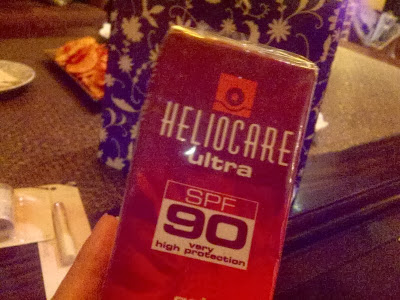 HELIOCARE
ultra
SPF
90
very
high protection